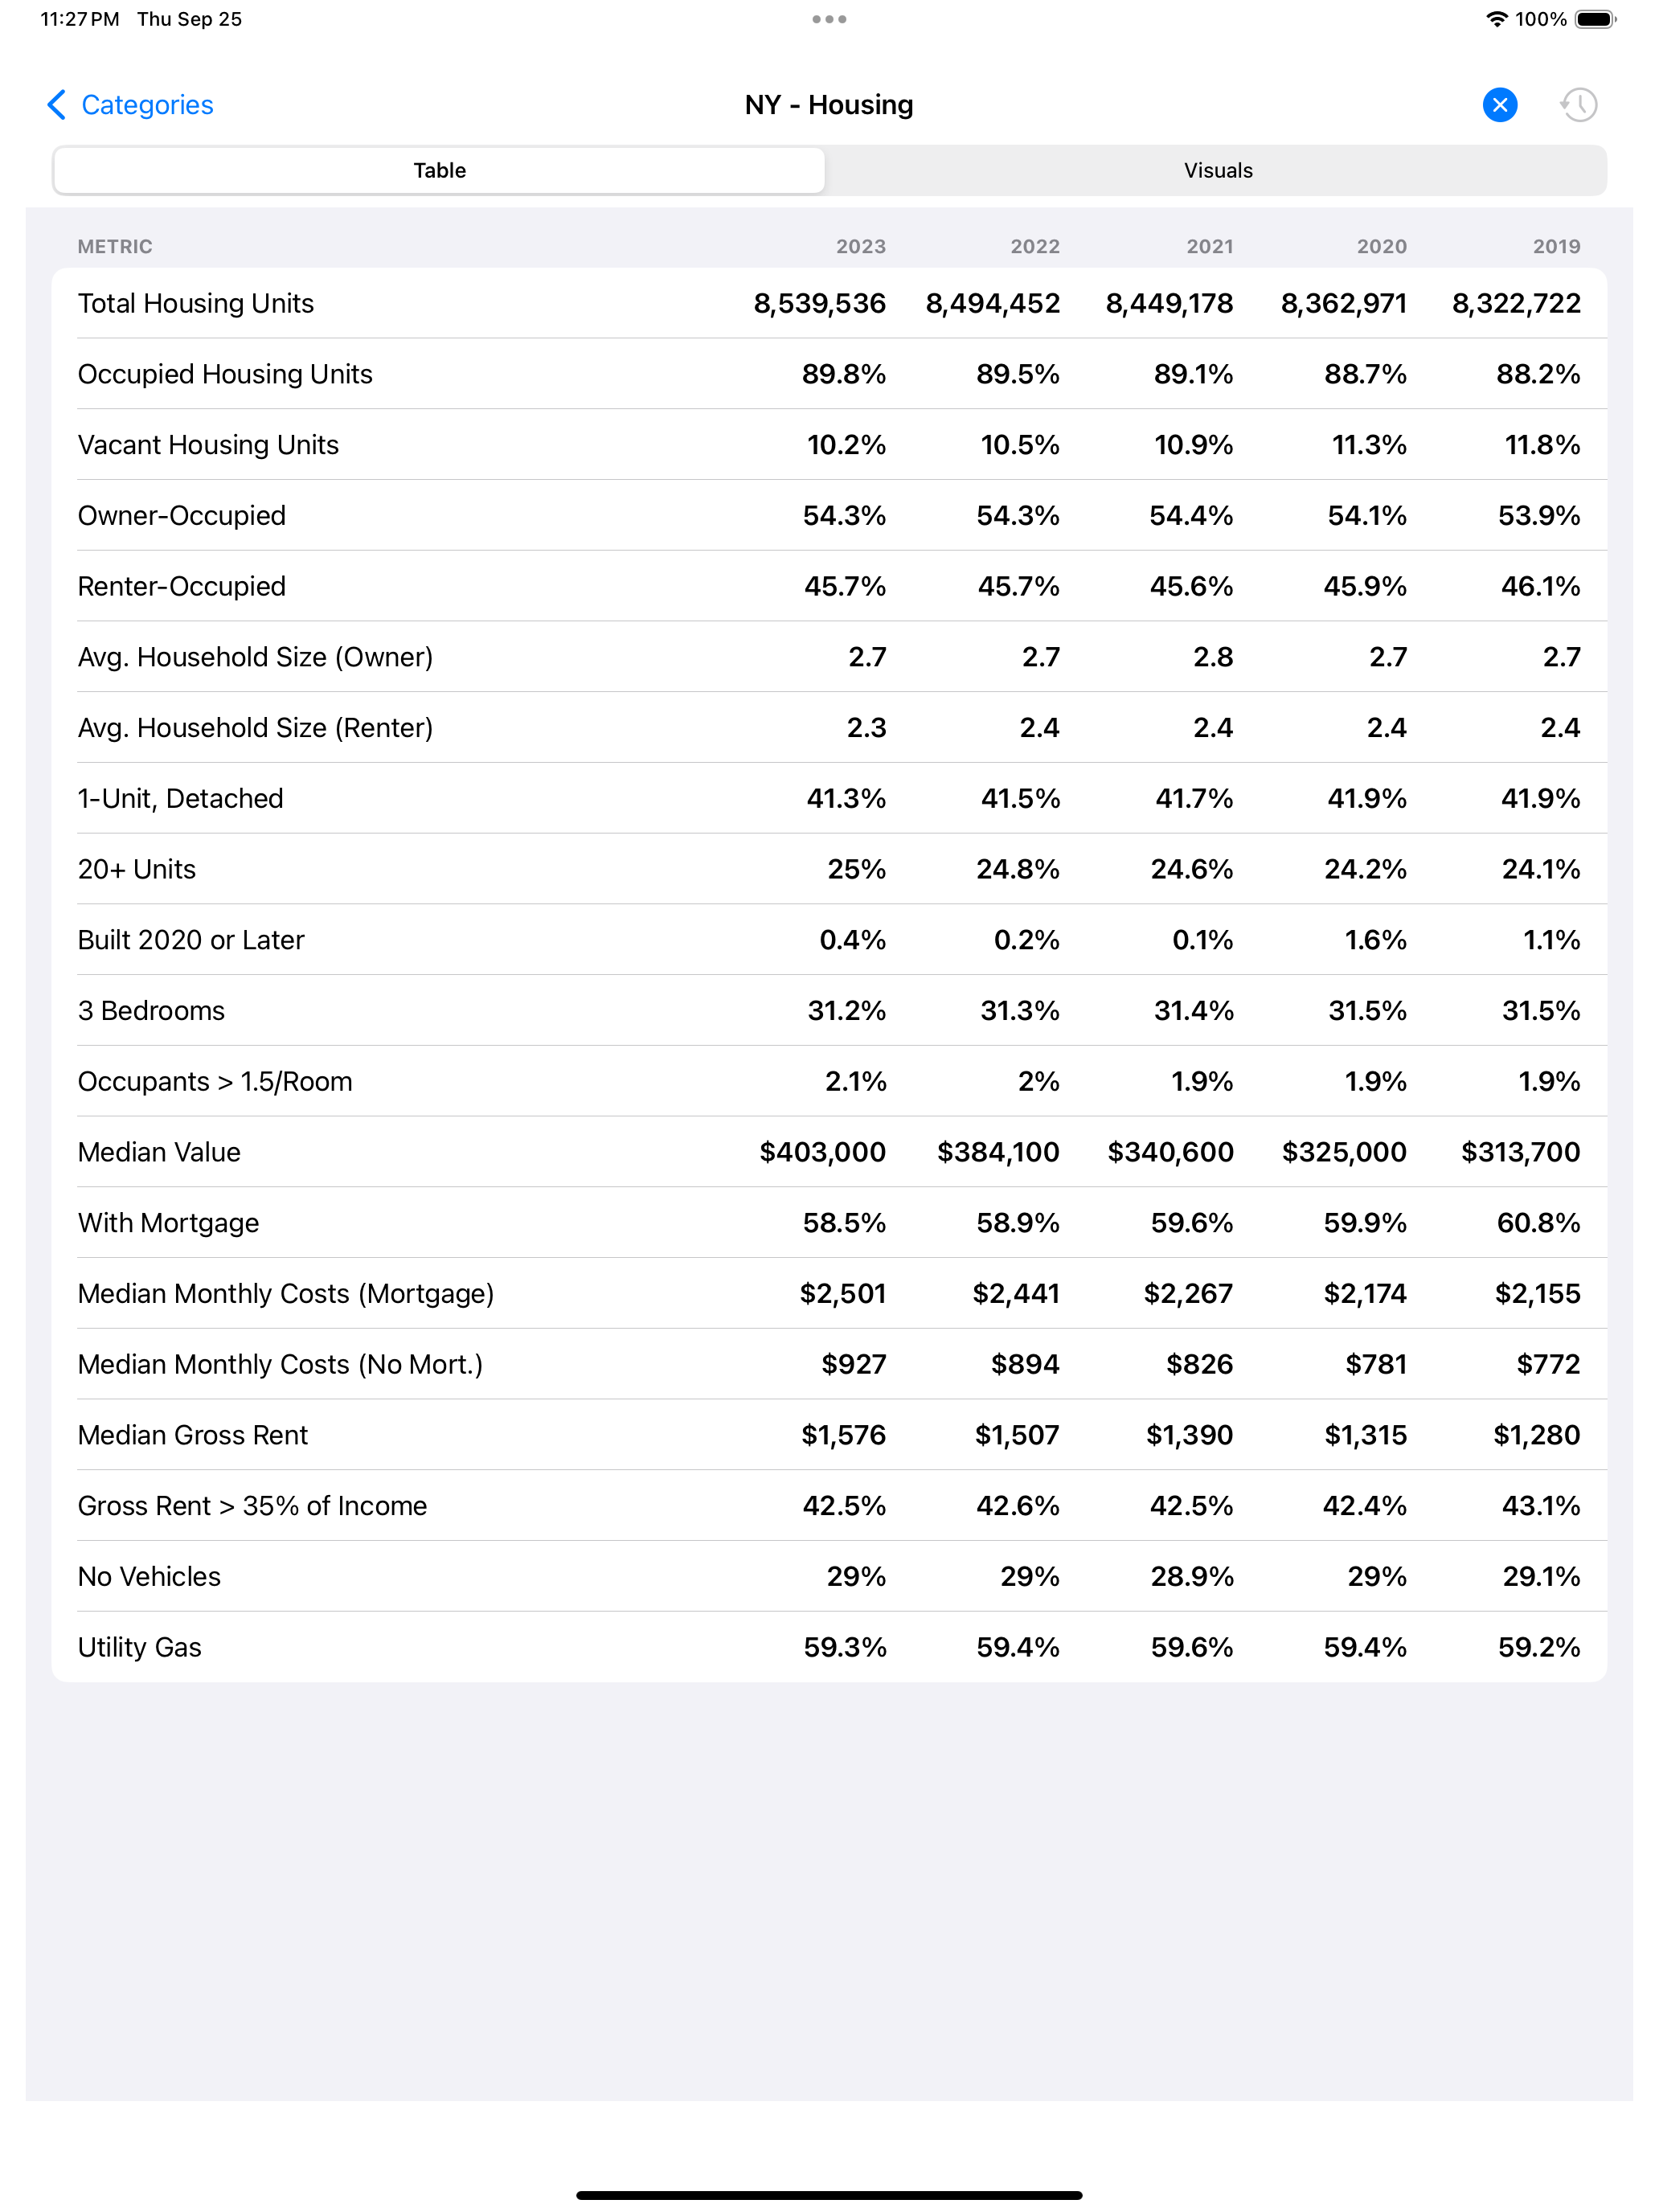 11:27 PM Thu Sep 25 100%
Categories NY - Housing
Table Visuals
METRIC 2023 2022 2021 2020 2019
Total Housing Units 8,539,536 8,494,452 8,449,178 8,362,971 8,322,722
Occupied Housing Units 89.8% 89.5% 89.1% 88.7% 88.2%
Vacant Housing Units 10.2% 10.5% 10.9% 11.3% 11.8%
Owner-Occupied 54.3% 54.3% 54.4% 54.1% 53.9%
Renter-Occupied 45.7% 45.7% 45.6% 45.9% 46.1%
Avg. Household Size (Owner) 2.7 2.7 2.8 2.7 2.7
Avg. Household Size (Renter) 2.3 2.4 2.4 2.4 2.4
1-Unit, Detached 41.3% 41.5% 41.7% 41.9% 41.9%
20+ Units 25% 24.8% 24.6% 24.2% 24.1%
Built 2020 or Later 0.4% 0.2% 0.1% 1.6% 1.1%
3 Bedrooms 31.2% 31.3% 31.4% 31.5% 31.5%
Occupants > 1.5/Room 2.1% 2% 1.9% 1.9% 1.9%
Median Value $403,000 $384,100 $340,600 $325,000 $313,700
With Mortgage 58.5% 58.9% 59.6% 59.9% 60.8%
Median Monthly Costs (Mortgage) $2,501 $2,441 $2,267 $2,174 $2,155
Median Monthly Costs (No Mort.) $927 $894 $826 $781 $772
Median Gross Rent $1,576 $1,507 $1,390 $1,315 $1,280
Gross Rent > 35% of Income 42.5% 42.6% 42.5% 42.4% 43.1%
No Vehicles 29% 29% 28.9% 29% 29.1%
Utility Gas 59.3% 59.4% 59.6% 59.4% 59.2%